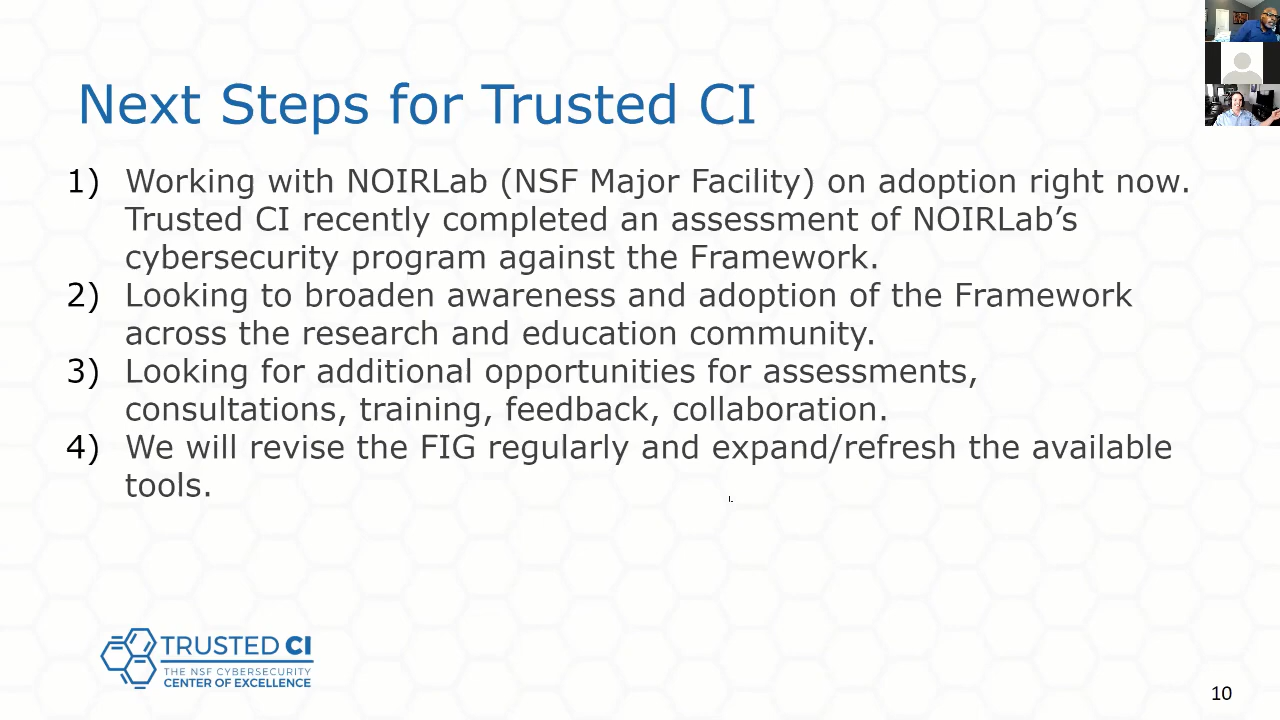 Next Steps for Trusted CI
1) Working with NOIRLab (NSF Major Facility) on adoption right now.
Trusted CI recently completed an assessment of NOIRLab’s
cybersecurity program against the Framework.
2) Looking to broaden awareness and adoption of the Framework
across the research and education community.
3) Looking for additional opportunities for assessments,
consultations, training, feedback, collaboration.
4) We will revise the FIG regularly and expand/refresh the available
tools.
TRUSTED CI
THE NSF CYBERSECURITY
CENTER OF EXCELLENCE
10